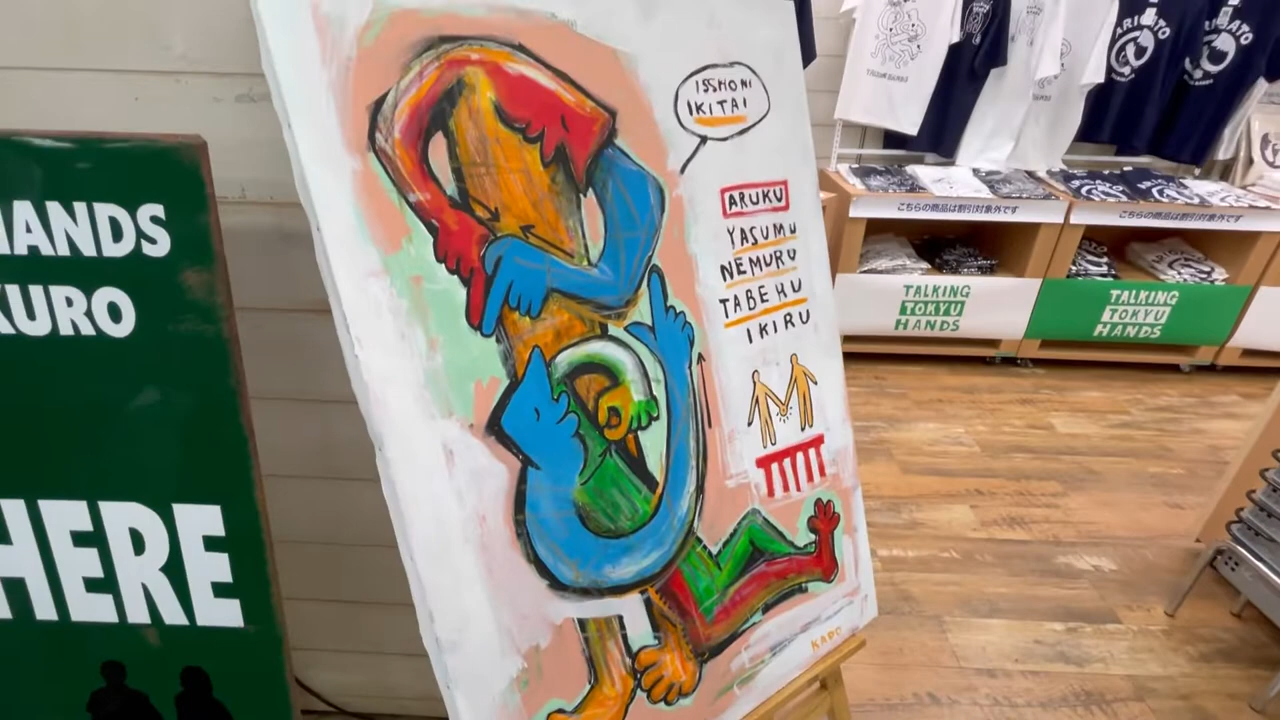 HANDS
KURO
HERE
ISSHONI
IKITAI
ARUKU
YASUMU
NEMURU
TABERU
IKIRU
KADO
こちらの商品は割引対象外です
こちらの商品は割引対象外です
TALKING
TOKYU
HANDS
TALKING
TOKYU
HANDS
ARIGATO
ARIGATO